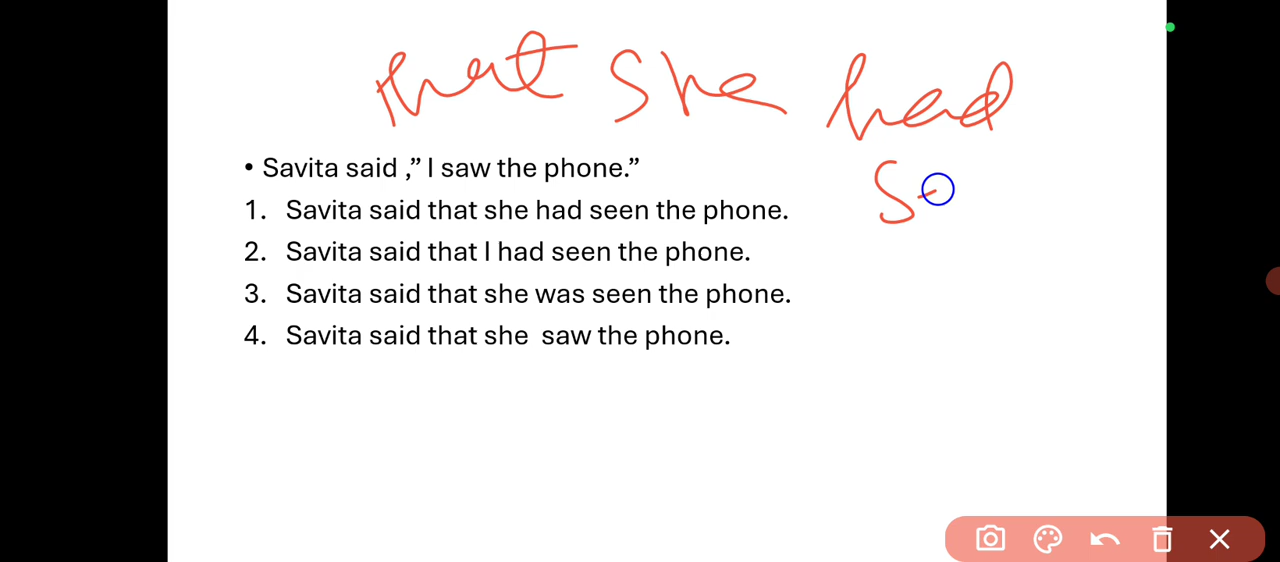 that she had
• Savita said ,” I saw the phone.”
1. Savita said that she had seen the phone.
2. Savita said that I had seen the phone.
3. Savita said that she was seen the phone.
4. Savita said that she saw the phone.